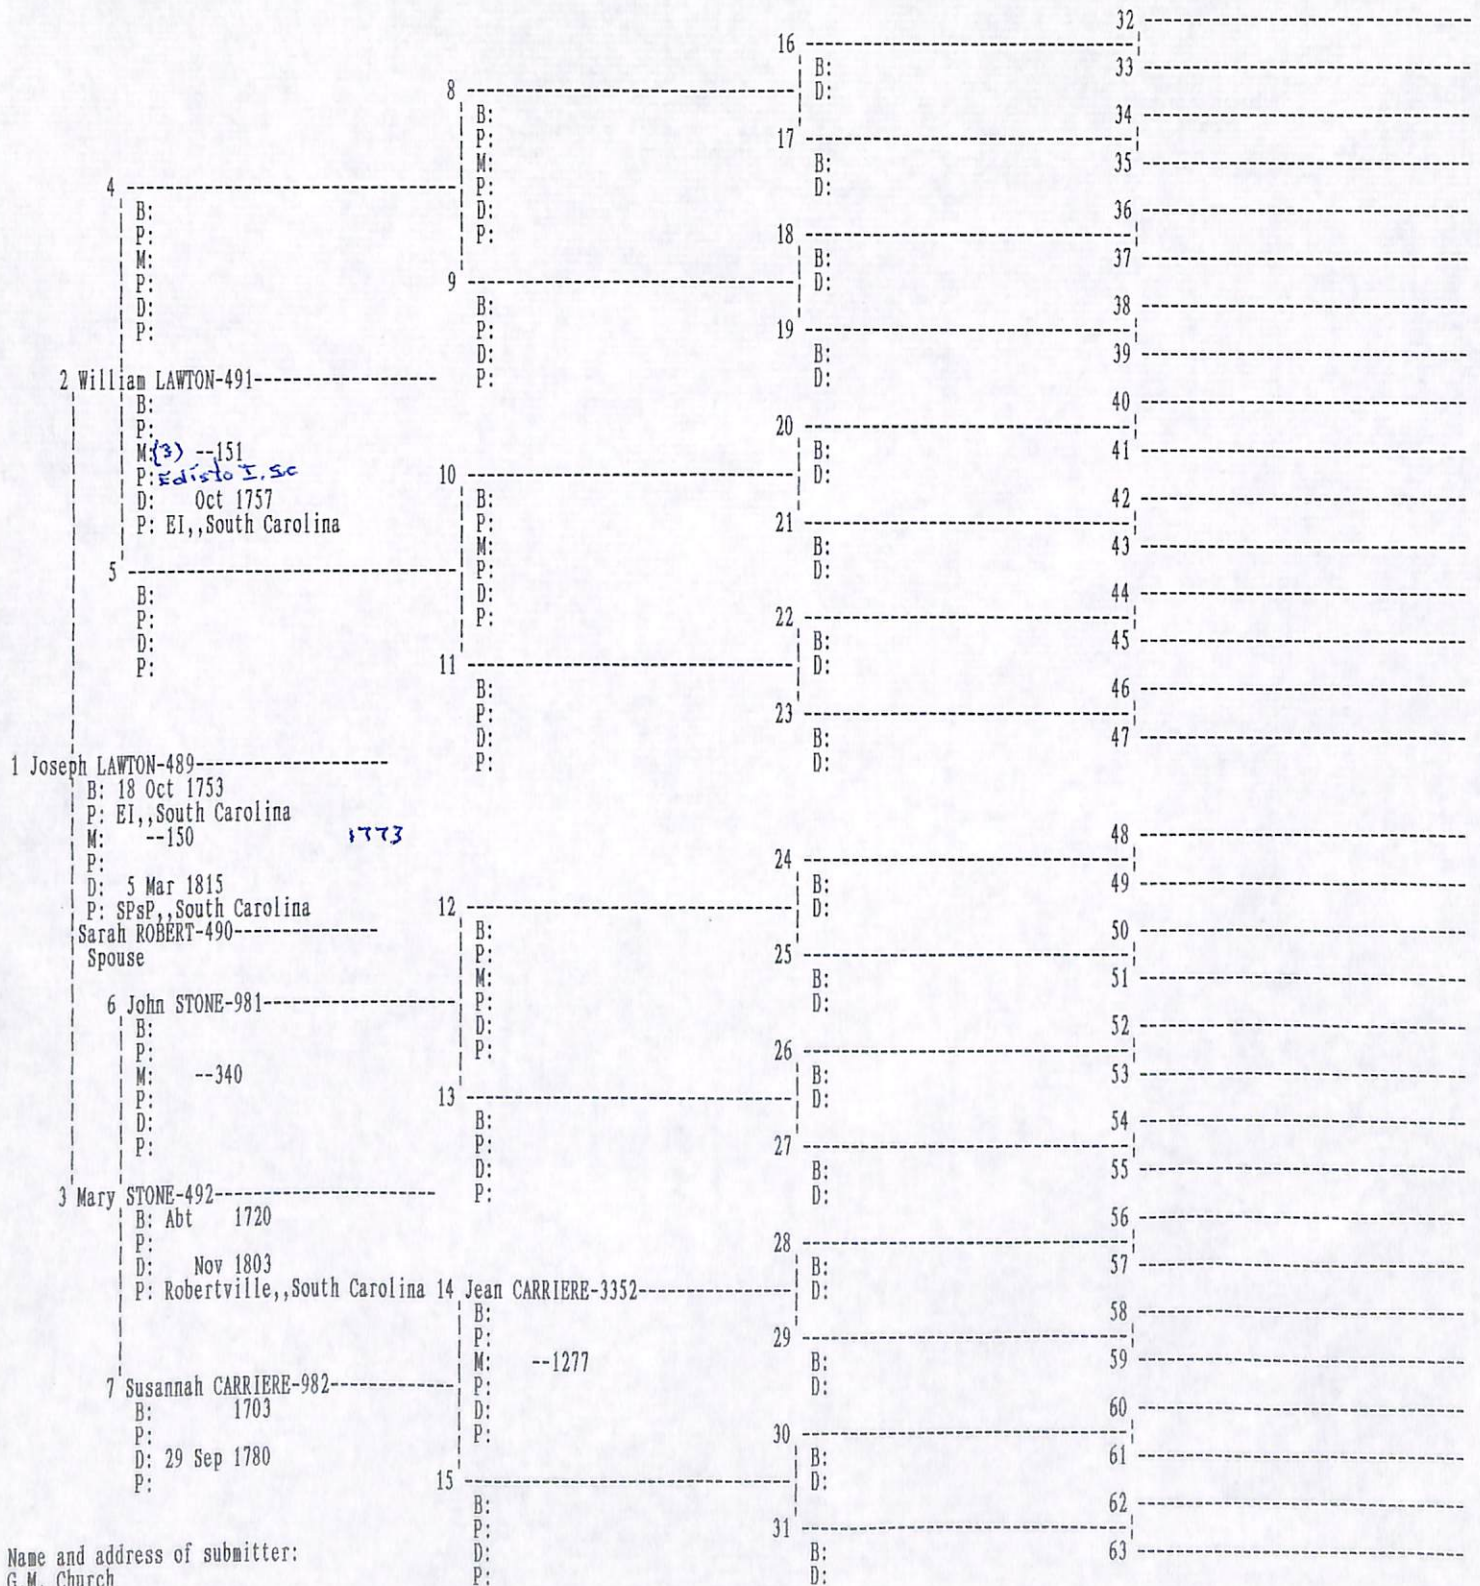 1 Joseph LAWTON-489
B: 18 Oct 1753
P: EI,,South Carolina
M: --150 1773
P:
D: 5 Mar 1815
P: SPsP,,South Carolina
Sarah ROBERT-490
Spouse
2 William LAWTON-491
B:
P:
M:(3) --151
P: Edisto I, Sc
D: Oct 1757
P: EI,,South Carolina
3 Mary STONE-492
B: Abt 1720
P:
D: Nov 1803
P: Robertville,,South Carolina
4
B:
P:
M:
P:
D:
P:
5
B:
P:
D:
P:
6 John STONE-981
B:
P:
M: --340
P:
D:
P:
7 Susannah CARRIERE-982
B: 1703
P:
D: 29 Sep 1780
P:
8
B:
P:
M:
P:
D:
P:
9
B:
P:
D:
P:
10
B:
P:
M:
P:
D:
P:
11
B:
P:
D:
P:
12
B:
P:
M:
P:
D:
P:
13
B:
P:
D:
P:
14 Jean CARRIERE-3352
B:
P:
M: --1277
P:
D:
P:
15
B:
P:
D:
P:
16
B:
D:
17
B:
D:
18
B:
D:
19
B:
D:
20
B:
D:
21
B:
D:
22
B:
D:
23
B:
D:
24
B:
D:
25
B:
D:
26
B:
D:
27
B:
D:
28
B:
D:
29
B:
D:
30
B:
D:
31
B:
D:
32
33
34
35
36
37
38
39
40
41
42
43
44
45
46
47
48
49
50
51
52
53
54
55
56
57
58
59
60
61
62
63
Name and address of submitter:
G.M. Church